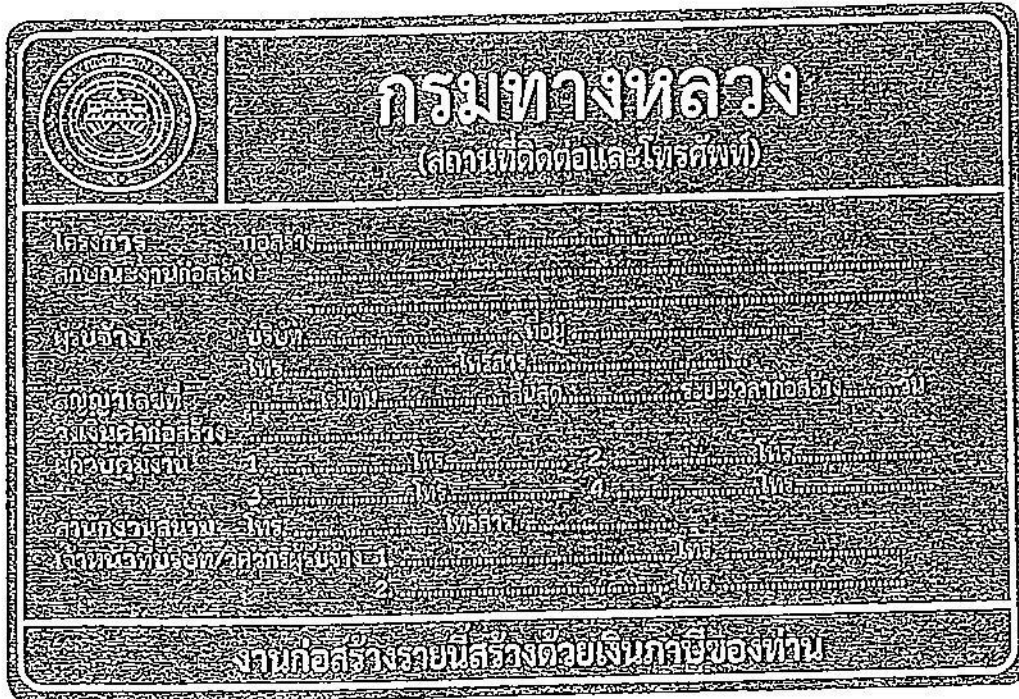 กรมทางหลวง
(สถานที่ติดต่อและโทรศัพท์)
โครงการ ก่อสร้าง
ลักษณะงานก่อสร้าง
ผู้รับจ้าง บริษัท ที่อยู่
โทร. โทรสาร
สัญญาเลขที่ เริ่มต้น สิ้นสุด ระยะเวลาก่อสร้าง วัน
วงเงินค่าก่อสร้าง
ผู้ควบคุมงาน 1. โทร. 2. โทร.
3. โทร. 4. โทร.
สำนักงานสนาม โทร. โทรสาร
เจ้าหน้าที่บริษัท/วิศวกรผู้รับจ้าง 1. โทร.
2. โทร.
งานก่อสร้างรายนี้สร้างด้วยเงินภาษีของท่าน